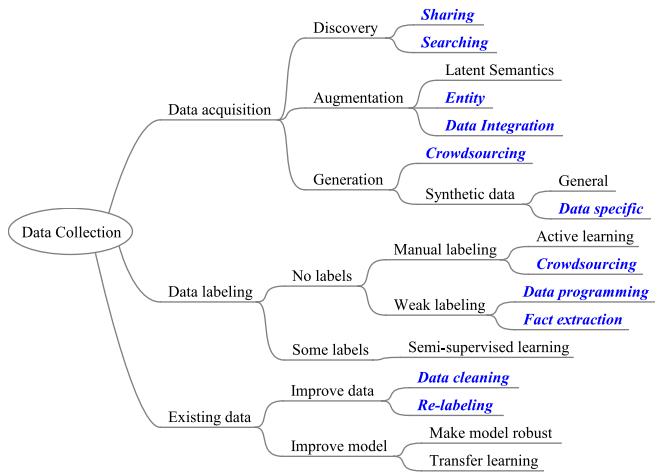 Data Collection
Data acquisition
Discovery
Sharing
Searching
Augmentation
Latent Semantics
Entity
Data Integration
Generation
Crowdsourcing
Synthetic data
General
Data specific
Data labeling
No labels
Manual labeling
Active learning
Crowdsourcing
Weak labeling
Data programming
Fact extraction
Some labels
Semi-supervised learning
Existing data
Improve data
Data cleaning
Re-labeling
Improve model
Make model robust
Transfer learning